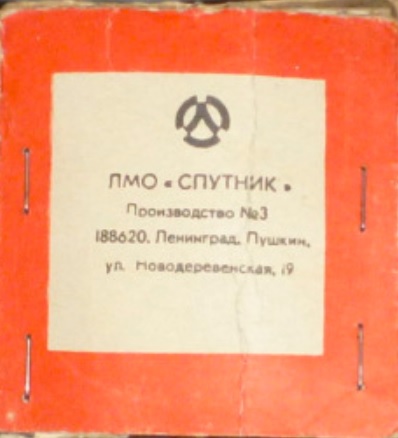 ЛМО «СПУТНИК»
Производство №3
188620, Ленинград, Пушкин,
ул. Новодеревенская, 19